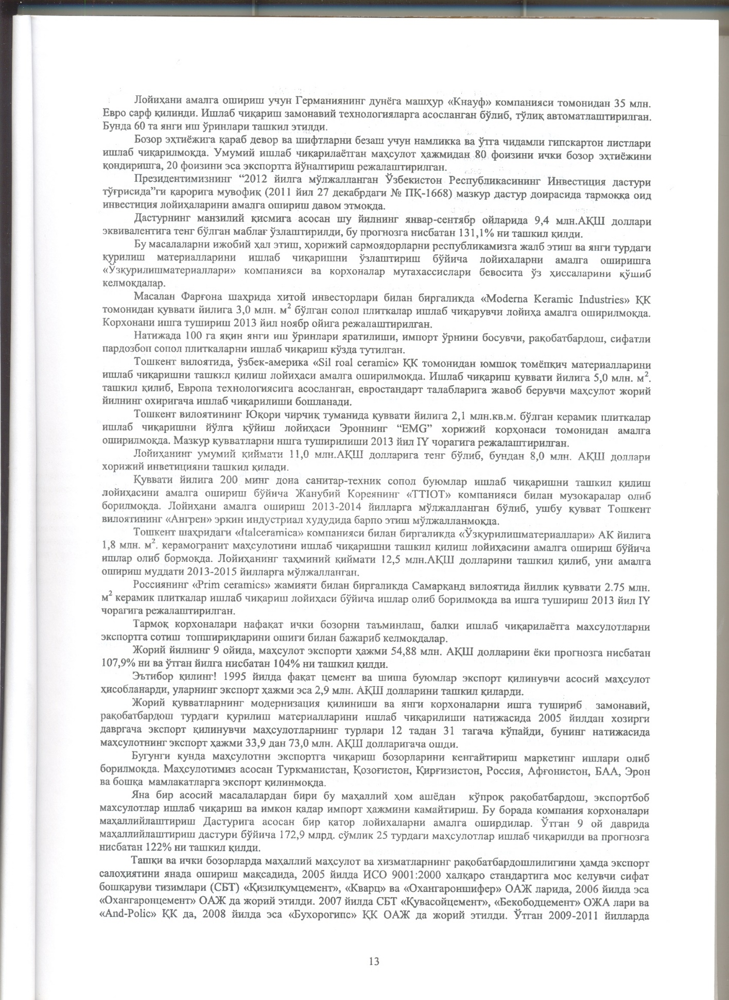 Лойиҳани амалга ошириш учун Германиянинг дунёга машҳур «Кнауф» компанияси томонидан 35 млн.
Евро сарф қилинди. Ишлаб чиқариш замонавий технологияларга асосланган бўлиб, тўлиқ автоматлаштирилган.
Бунда 60 та янги иш ўринлари ташкил этилди.
Бозор эҳтиёжига қараб девор ва шифтларни безаш учун намликка ва ўтга чидамли гипскартон листлари
ишлаб чиқарилмоқда. Умумий ишлаб чиқарилаётган маҳсулот ҳажмидан 80 фоизини ички бозор эҳтиёжини
қондиришга, 20 фоизини эса экспортга йўналтириш режалаштирилган.
Президентимизнинг “2012 йилга мўлжалланган Ўзбекистон Республикасининг Инвестиция дастури
тўғрисида”ги қарорига мувофиқ (2011 йил 27 декабрдаги № ПҚ-1668) мазкур дастур доирасида тармоққа оид
инвестиция лойиҳаларини амалга ошириш давом этмоқда.
Дастурнинг манзилий қисмига асосан шу йилнинг январ-сентябр ойларида 9,4 млн.АҚШ доллари
эквивалентига тенг бўлган маблағ ўзлаштирилди, бу прогнозга нисбатан 131,1% ни ташкил қилди.
Бу масалаларни ижобий ҳал этиш, ҳорижий сармоядорларни республикамизга жалб этиш ва янги турдаги
қурилиш материалларини ишлаб чиқаришни ўзлаштириш бўйича лойихаларни амалга оширишга
«Ўзқурилишматериаллари» компанияси ва корхоналар мутахассислари бевосита ўз ҳиссаларини қўшиб
келмоқдалар.
Масалан Фарғона шаҳрида хитой инвесторлари билан биргаликда «Moderna Keramic Industries» ҚК
томонидан қуввати йилига 3,0 млн. м² бўлган сопол плиткалар ишлаб чиқарувчи лойиҳа амалга оширилмоқда.
Корхонани ишга тушириш 2013 йил ноябр ойига режалаштирилган.
Натижада 100 га яқин янги иш ўринлари яратилиши, импорт ўрнини босувчи, рақобатбардош, сифатли
пардозбоп сопол плиткаларни ишлаб чиқариш кўзда тутилган.
Тошкент вилоятида, ўзбек-америка «Sil roal ceramic» ҚК томонидан юмшоқ томёпқич материалларини
ишлаб чиқаришни ташкил қилиш лойиҳаси амалга оширилмоқда. Ишлаб чиқариш қуввати йилига 5,0 млн. м².
ташкил қилиб, Европа технологиясига асосланган, евростандарт талабларига жавоб берувчи маҳсулот жорий
йилнинг охиригача ишлаб чиқарилиши бошланади.
Тошкент вилоятининг Юқори чирчиқ туманида қуввати йилига 2,1 млн.кв.м. бўлган керамик плиткалар
ишлаб чиқаришни йўлга қўйиш лойиҳаси Эроннинг “EMG” хорижий корҳонаси томонидан амалга
оширилмоқда. Мазкур қувватларни ишга туширилиши 2013 йил IY чорагига режалаштирилган.
Лойиҳанинг умумий қиймати 11,0 млн.АҚШ долларига тенг бўлиб, бундан 8,0 млн. АҚШ доллари
хорижий инветицияни ташкил қилади.
Қуввати йилига 200 минг дона санитар-техник сопол буюмлар ишлаб чиқаришни ташкил қилиш
лойиҳасини амалга ошириш бўйича Жанубий Кореянинг «ТТIОТ» компанияси билан музокаралар олиб
борилмоқда. Лойиҳани амалга ошириш 2013-2014 йилларга мўлжалланган бўлиб, ушбу қувват Тошкент
вилоятининг «Ангрен» эркин индустриал худудида барпо этиш мўлжалланмоқда.
Тошкент шаҳридаги «Italceramica» компанияси билан биргаликда «Ўзқурилишматериаллари» АК йилига
1,8 млн. м². керамогранит маҳсулотини ишлаб чиқаришни ташкил қилиш лойиҳасини амалга ошириш бўйича
ишлар олиб бормоқда. Лойиҳанинг таҳминий қиймати 12,5 млн.АҚШ долларини ташкил қилиб, уни амалга
ошириш муддати 2013-2015 йилларга мўлжалланган.
Россиянинг «Prim ceramics» жамияти билан биргаликда Самарқанд вилоятида йиллик қуввати 2.75 млн.
м² керамик плиткалар ишлаб чиқариш лойиҳаси бўйича ишлар олиб борилмоқда ва ишга тушириш 2013 йил IY
чорагига режалаштирилган.
Тармоқ корхоналари нафақат ички бозорни таъминлаш, балки ишлаб чиқарилаётга махсулотларни
экспортга сотиш топшириқларини ошиғи билан бажариб келмоқдалар.
Жорий йилнинг 9 ойида, маҳсулот экспорти ҳажми 54,88 млн. АҚШ долларини ёки прогнозга нисбатан
107,9% ни ва ўтган йилга нисбатан 104% ни ташкил қилди.
Эътибор қилинг! 1995 йилда фақат цемент ва шиша буюмлар экспорт қилинувчи асосий маҳсулот
ҳисобланарди, уларнинг экспорт ҳажми эса 2,9 млн. АҚШ долларини ташкил қиларди.
Жорий қувватларнинг модернизация қилиниши ва янги корхоналарни ишга тушириб замонавий,
рақобатбардош турдаги қурилиш материалларини ишлаб чиқарилиши натижасида 2005 йилдан хозирги
давргача экспорт қилинувчи маҳсулотларнинг турлари 12 тадан 31 тагача кўпайди, бунинг натижасида
маҳсулотнинг экспорт ҳажми 33,9 дан 73,0 млн. АҚШ долларигача ошди.
Бугунги кунда маҳсулотни экспортга чиқариш бозорларини кенгайтириш маркетинг ишлари олиб
борилмоқда. Маҳсулотимиз асосан Туркманистан, Қозоғистон, Қирғизистон, Россия, Афғонистон, БАА, Эрон
ва бошқа мамлакатларга экспорт қилинмоқда.
Яна бир асосий масалалардан бири бу маҳаллий ҳом ашёдан кўпроқ рақобатбардош, экспортбоб
махсулотлар ишлаб чиқариш ва имкон қадар импорт ҳажмини камайтириш. Бу борада компания корхоналари
маҳаллийлаштириш Дастурига асосан бир қатор лойихаларни амалга оширдилар. Ўтган 9 ой даврида
маҳаллийлаштириш дастури бўйича 172,9 млрд. сўмлик 25 турдаги маҳсулотлар ишлаб чиқарилди ва прогнозга
нисбатан 122% ни ташкил қилди.
Ташқи ва ички бозорларда маҳаллий маҳсулот ва хизматларнинг рақобатбардошлилигини ҳамда экспорт
салоҳиятини янада ошириш мақсадида, 2005 йилда ИСО 9001:2000 халқаро стандартига мос келувчи сифат
бошқаруви тизимлари (СБТ) «Қизилқумцемент», «Кварц» ва «Охангароншифер» ОАЖ ларида, 2006 йилда эса
«Охангаронцемент» ОАЖ да жорий этилди. 2007 йилда СБТ «Қувасойцемент», «Бекободцемент» ОЖА лари ва
«And-Polic» ҚК да, 2008 йилда эса «Бухорогипс» ҚК ОАЖ да жорий этилди. Ўтган 2009-2011 йилларда
13